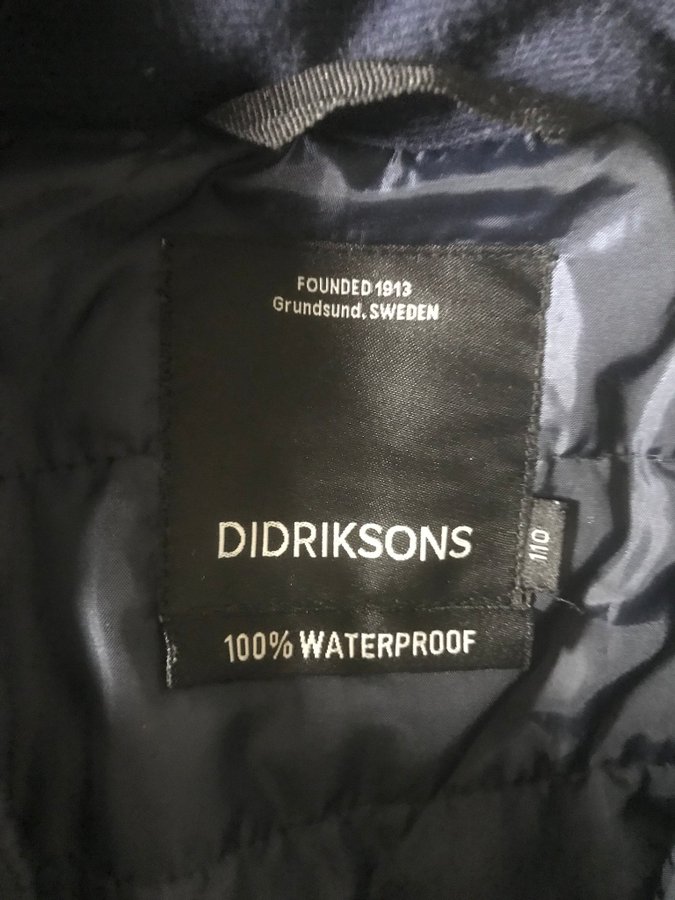 FOUNDED 1913
Grundsund, SWEDEN
DIDRIKSONS
110
100% WATERPROOF